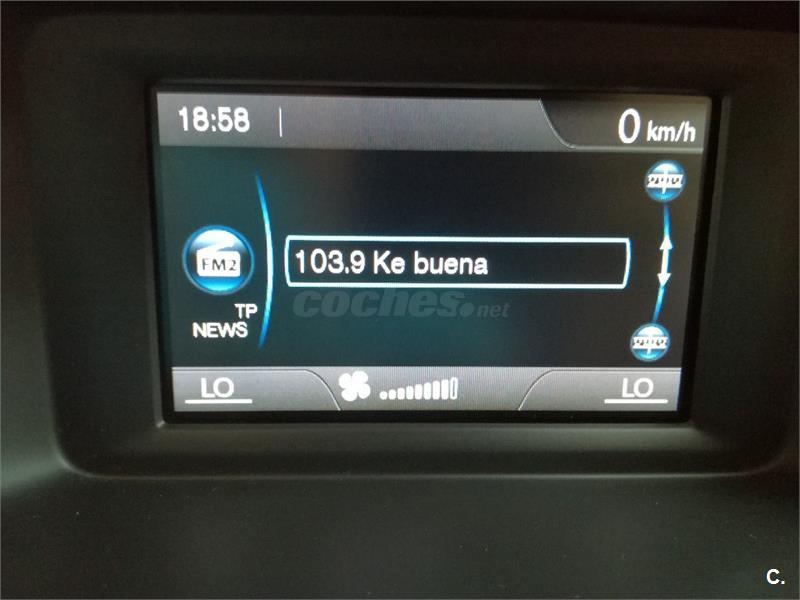 18:58
0 km/h
FM2
103.9 Ke buena
coches.net
TP
NEWS
LO
LO
C.